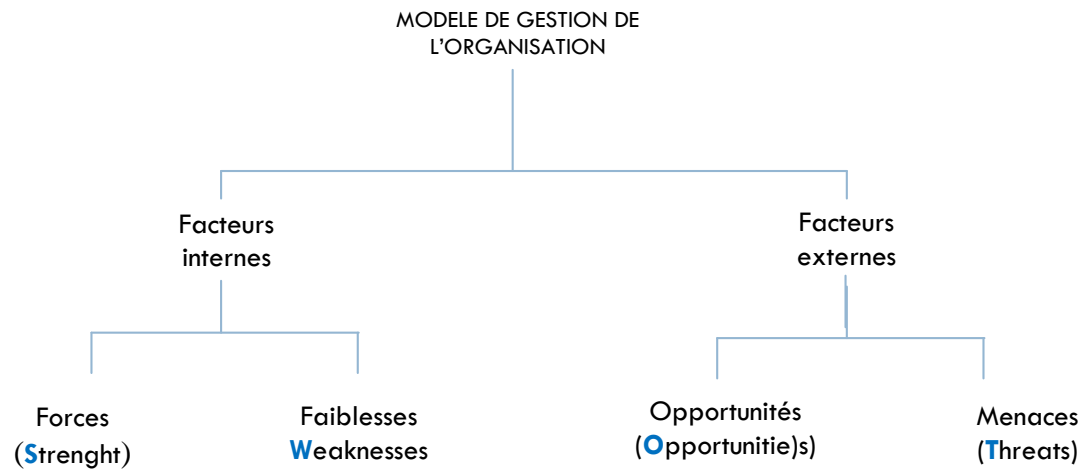 MODELE DE GESTION DE
L’ORGANISATION
Facteurs
internes
Facteurs
externes
Forces
(Strenght)
Faiblesses
Weaknesses
Opportunités
(Opportunitie)s)
Menaces
(Threats)